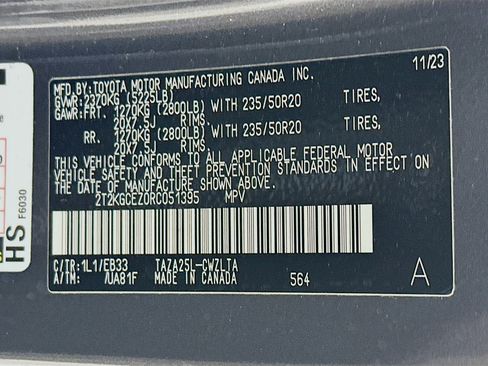 MFD.BY:TOYOTA MOTOR MANUFACTURING CANADA INC. 11/23
GVWR:2370KG (5225LB)
GAWR:FRT. 1270KG (2800LB) WITH 235/50R20 TIRES,
20X7.5J RIMS,
RR. 1270KG (2800LB) WITH 235/50R20 TIRES,
20X7.5J RIMS.
THIS VEHICLE CONFORMS TO ALL APPLICABLE FEDERAL MOTOR
VEHICLE SAFETY AND THEFT PREVENTION STANDARDS IN EFFECT ON
THE DATE OF MANUFACTURE SHOWN ABOVE.
2T2KGCEZ0RC051395 MPV
C/TR:1L1/EB33 TAZA25L-CWZLTA
A/TM: /UA81F MADE IN CANADA 564 A
HS F6030